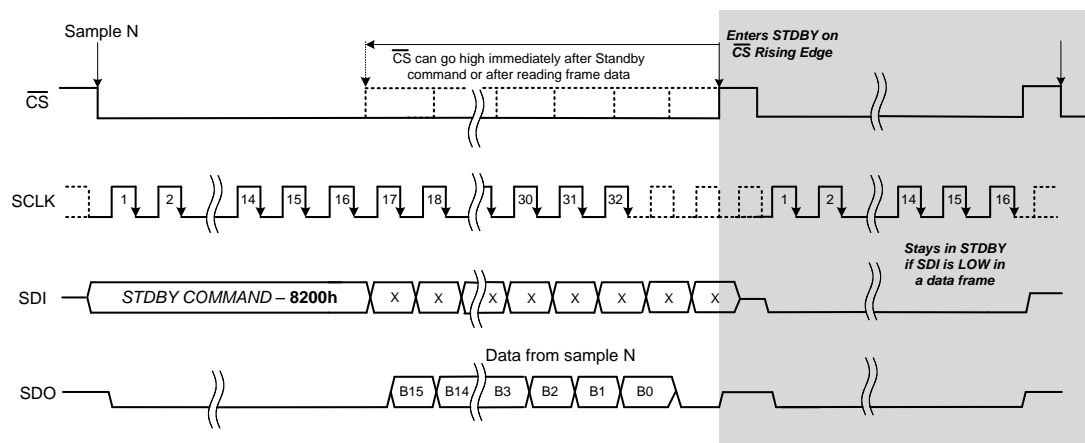 Sample N
CS can go high immediately after Standby
command or after reading frame data
Enters STDBY on
CS Rising Edge
CS
SCLK
1 2 14 15 16 17 18 30 31 32 1 2 14 15 16
Stays in STDBY
if SDI is LOW in
a data frame
SDI
STDBY COMMAND – 8200h X X X X X X X X
Data from sample N
SDO
B15 B14 B3 B2 B1 B0